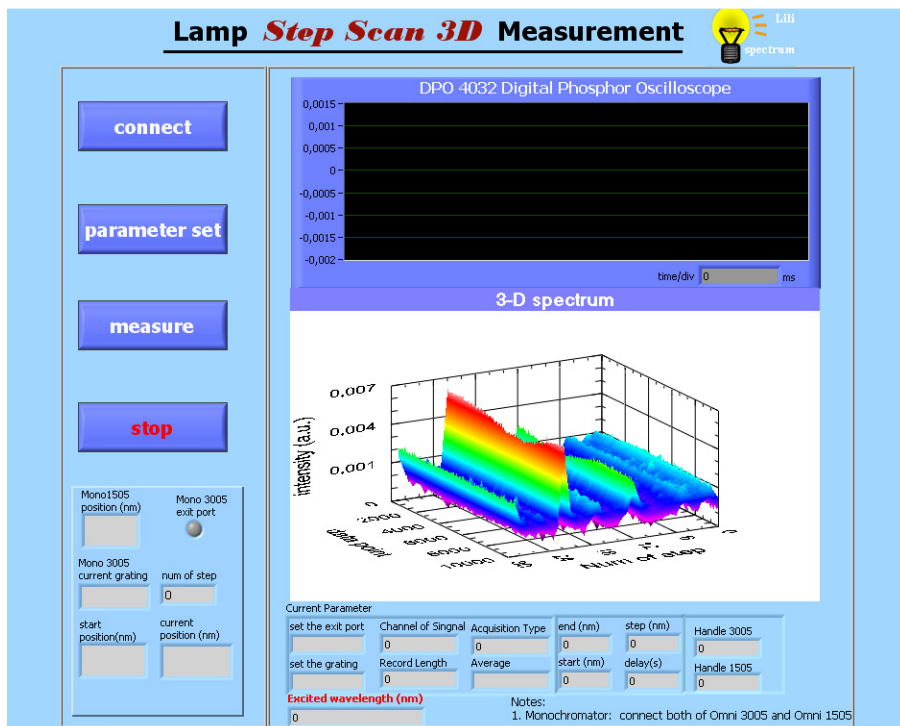 Lamp Step Scan 3D Measurement
Lili
spectrum
connect
parameter set
measure
stop
DPO 4032 Digital Phosphor Oscilloscope
0,0015
0,001
0,0005
0
-0,0005
-0,001
-0,0015
-0,002
time/div 0 ms
3-D spectrum
0,007
0,004
0,001
intensity (a.u.)
0
2000
4000
6000
8000
10000
Num of step
Mono1505
position (nm)
Mono 3005
exit port
Mono 3005
current grating
num of step
0
start
position(nm)
current
position (nm)
Current Parameter
set the exit port
Channel of Singnal
0
Acquisition Type
0
end (nm)
0
step (nm)
0
Handle 3005
0
set the grating
Record Length
0
Average
start (nm)
0
delay(s)
0
Handle 1505
0
Excited wavelength (nm)
0
Notes:
1. Monochromator: connect both of Omni 3005 and Omni 1505